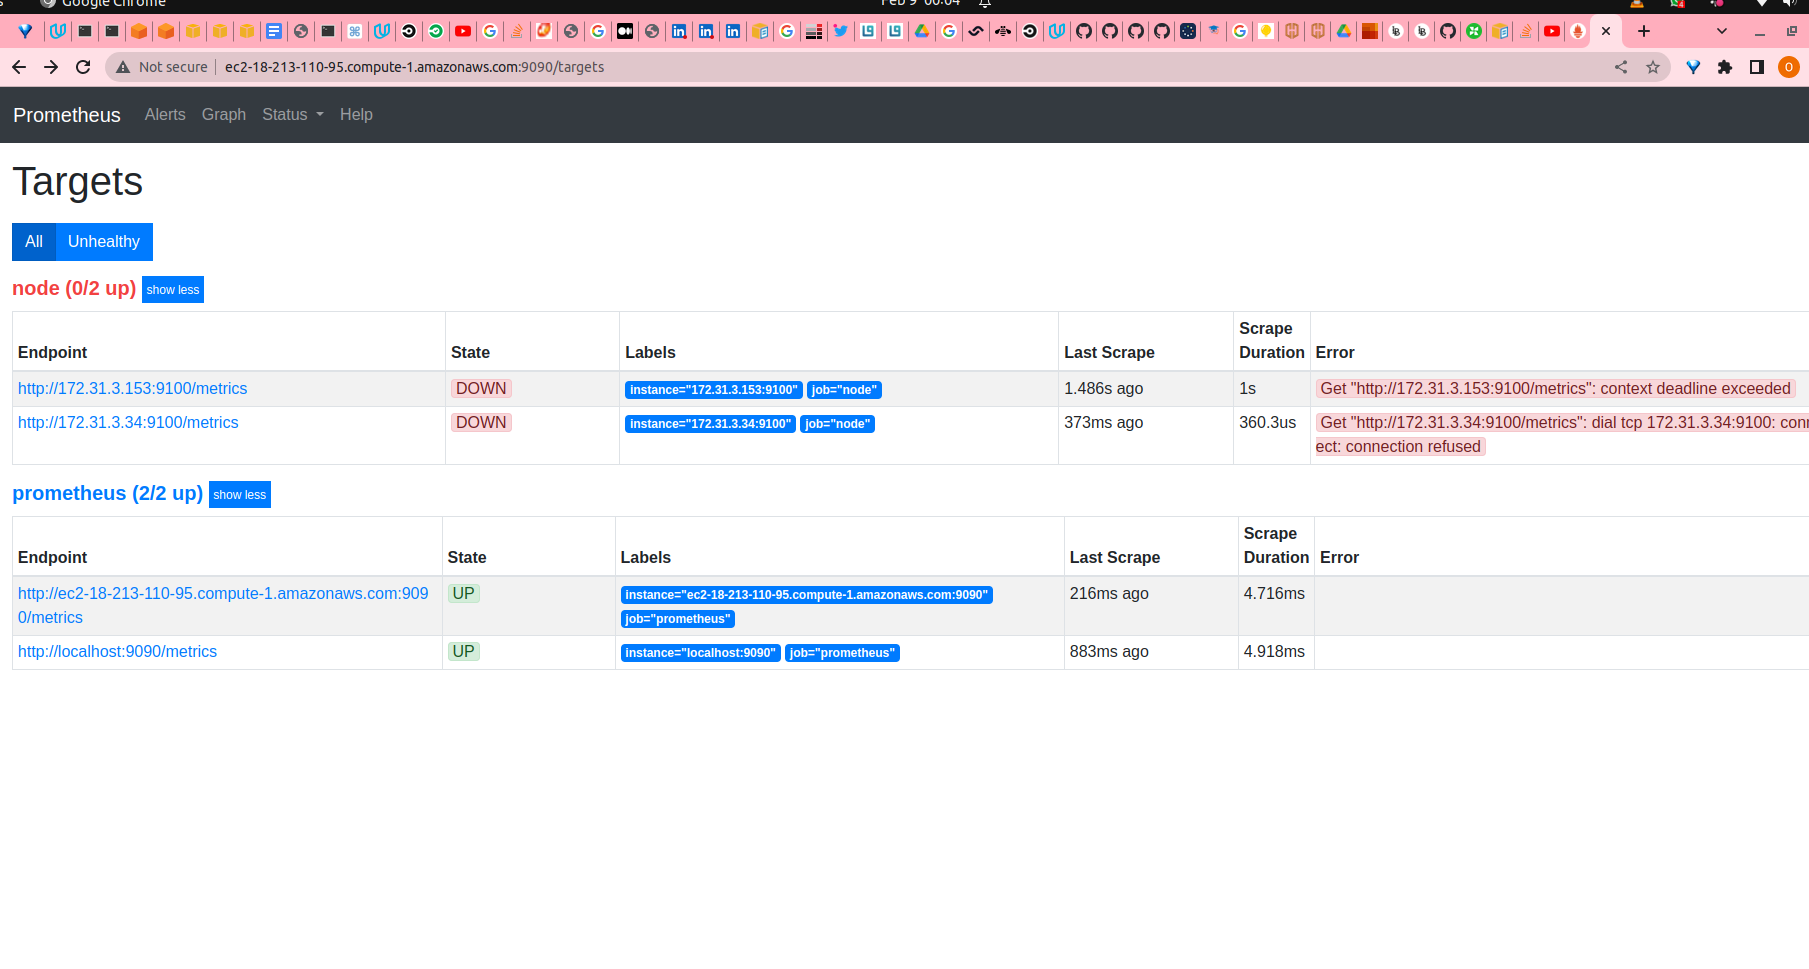 Google Chrome
Feb 9 00:04
Not secure
ec2-18-213-110-95.compute-1.amazonaws.com:9090/targets
O
Prometheus Alerts Graph Status Help
Targets
All Unhealthy
node (0/2 up) show less
Endpoint State Labels Last Scrape Scrape Duration Error
http://172.31.3.153:9100/metrics DOWN instance="172.31.3.153:9100" job="node" 1.486s ago 1s Get "http://172.31.3.153:9100/metrics": context deadline exceeded
http://172.31.3.34:9100/metrics DOWN instance="172.31.3.34:9100" job="node" 373ms ago 360.3us Get "http://172.31.3.34:9100/metrics": dial tcp 172.31.3.34:9100: conn
ect: connection refused
prometheus (2/2 up) show less
Endpoint State Labels Last Scrape Scrape Duration Error
http://ec2-18-213-110-95.compute-1.amazonaws.com:909 UP instance="ec2-18-213-110-95.compute-1.amazonaws.com:9090" 216ms ago 4.716ms
0/metrics job="prometheus"
http://localhost:9090/metrics UP instance="localhost:9090" job="prometheus" 883ms ago 4.918ms